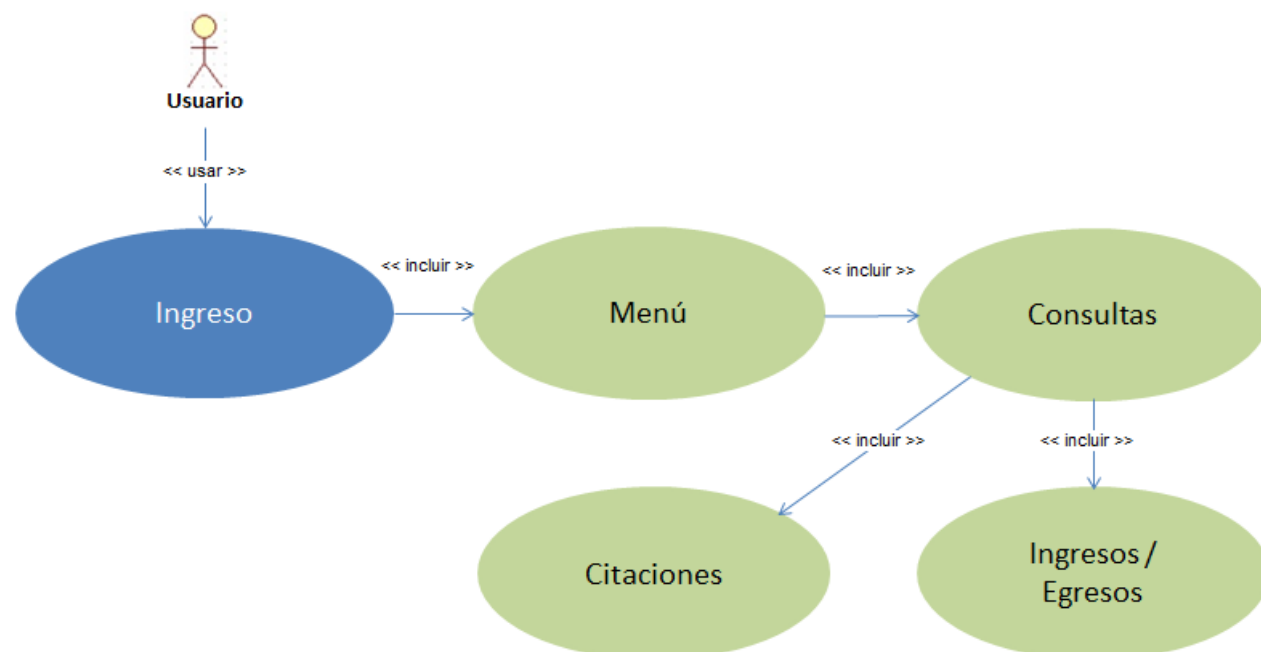 Usuario
<< usar >>
<< incluir >>
<< incluir >>
Ingreso
Menú
Consultas
<< incluir >>
<< incluir >>
Citaciones
Ingresos /
Egresos